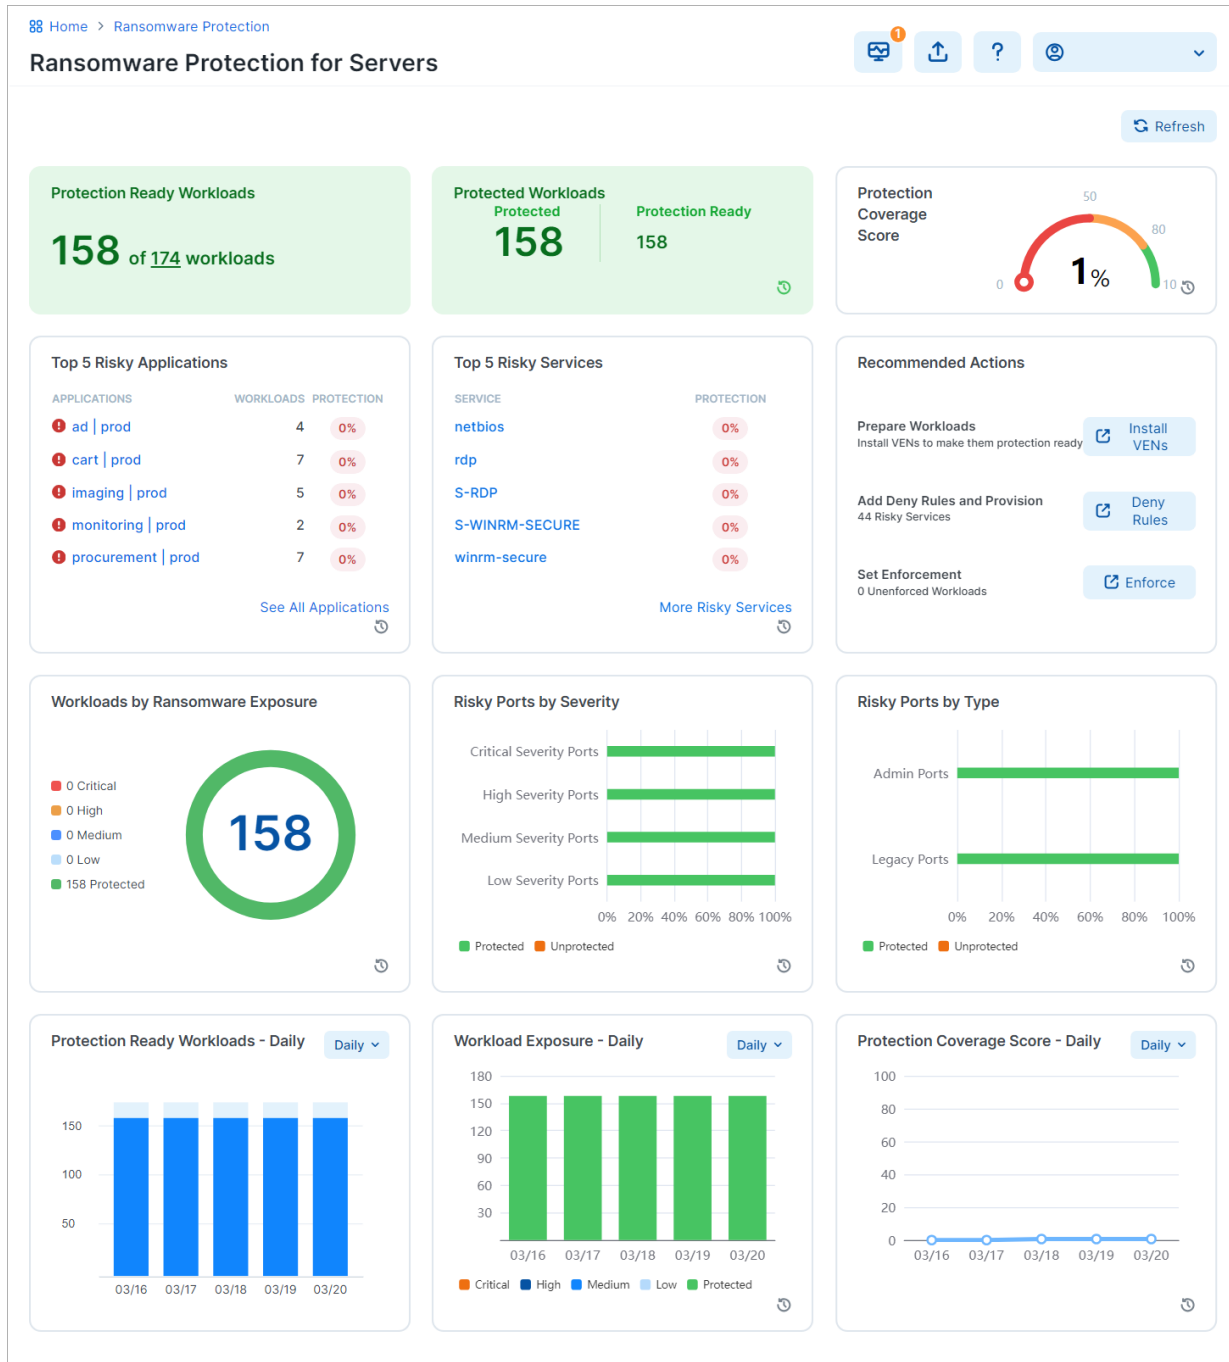 Home > Ransomware Protection
Ransomware Protection for Servers
1
?
Refresh
Protection Ready Workloads
158 of 174 workloads
Protected Workloads
Protected
158
Protection Ready
158
Protection
Coverage
Score
0
50
80
10
1%
Top 5 Risky Applications
APPLICATIONS WORKLOADS PROTECTION
ad | prod 4 0%
cart | prod 7 0%
imaging | prod 5 0%
monitoring | prod 2 0%
procurement | prod 7 0%
See All Applications
Top 5 Risky Services
SERVICE PROTECTION
netbios 0%
rdp 0%
S-RDP 0%
S-WINRM-SECURE 0%
winrm-secure 0%
More Risky Services
Recommended Actions
Prepare Workloads
Install VENs to make them protection ready
Install
VENs
Add Deny Rules and Provision
44 Risky Services
Deny
Rules
Set Enforcement
0 Unenforced Workloads
Enforce
Workloads by Ransomware Exposure
0 Critical
0 High
0 Medium
0 Low
158 Protected
158
Risky Ports by Severity
Critical Severity Ports
High Severity Ports
Medium Severity Ports
Low Severity Ports
0% 20% 40% 60% 80% 100%
Protected Unprotected
Risky Ports by Type
Admin Ports
Legacy Ports
0% 20% 40% 60% 80% 100%
Protected Unprotected
Protection Ready Workloads - Daily
Daily
150
100
50
03/16 03/17 03/18 03/19 03/20
Workload Exposure - Daily
Daily
180
150
120
90
60
30
03/16 03/17 03/18 03/19 03/20
Critical High Medium Low Protected
Protection Coverage Score - Daily
Daily
100
80
60
40
20
0
03/16 03/17 03/18 03/19 03/20